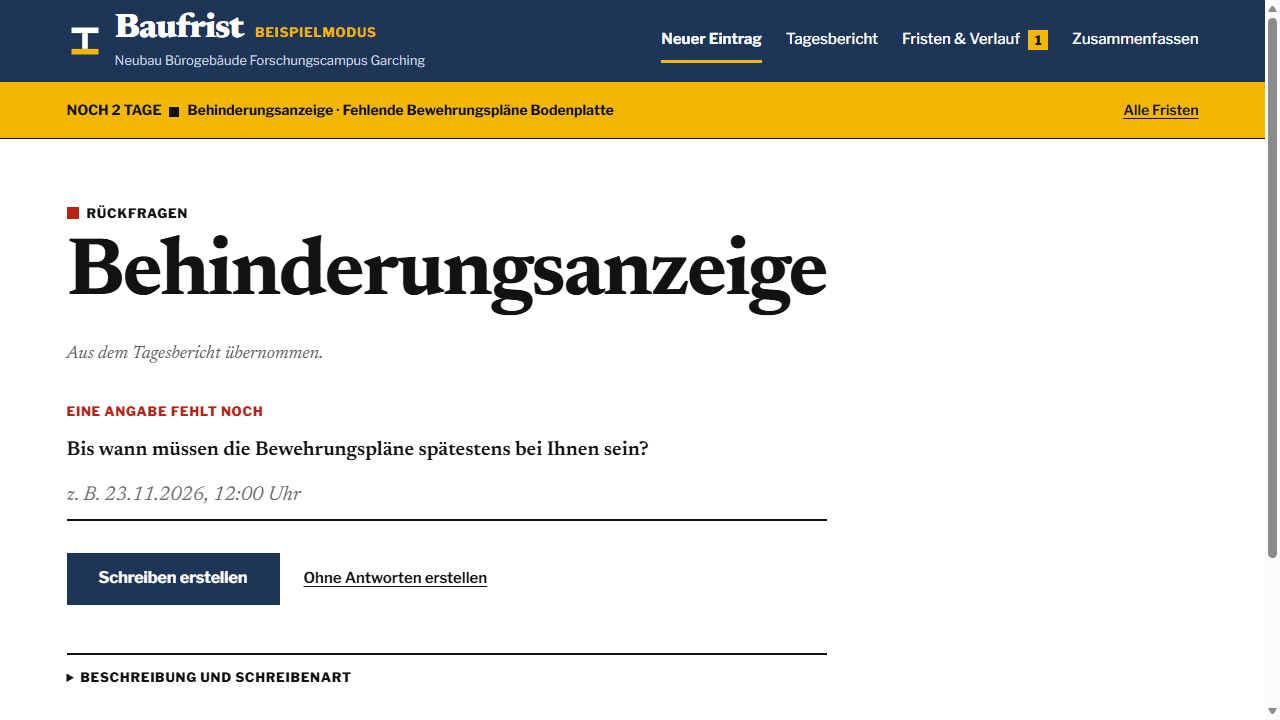 Baufrist BEISPIELMODUS
Neubau Bürogebäude Forschungscampus Garching
Neuer Eintrag Tagesbericht Fristen & Verlauf 1 Zusammenfassen
NOCH 2 TAGE ■ Behinderungsanzeige · Fehlende Bewehrungspläne Bodenplatte Alle Fristen
RÜCKFRAGEN
Behinderungsanzeige
Aus dem Tagesbericht übernommen.
EINE ANGABE FEHLT NOCH
Bis wann müssen die Bewehrungspläne spätestens bei Ihnen sein?
z. B. 23.11.2026, 12:00 Uhr
Schreiben erstellen Ohne Antworten erstellen
BESCHREIBUNG UND SCHREIBENART